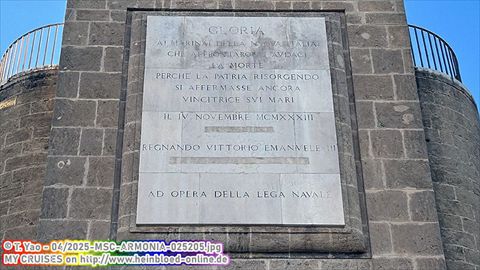 GLORIA
AI MARINAI DELLA NUOVA ITALIA
CHE AFFRONTARONO AUDACI
LA MORTE
PERCHE LA PATRIA RISORGENDO
SI AFFERMASSE ANCORA
VINCITRICE SUI MARI
IL IV NOVEMBRE MCMXXXIII
REGNANDO VITTORIO EMANUELE III
AD OPERA DELLA LEGA NAVALE
© T. Yao - 04/2025-MSC-ARMONIA-025205.jpg
MY CRUISES on http://www.heinbloed-online.de